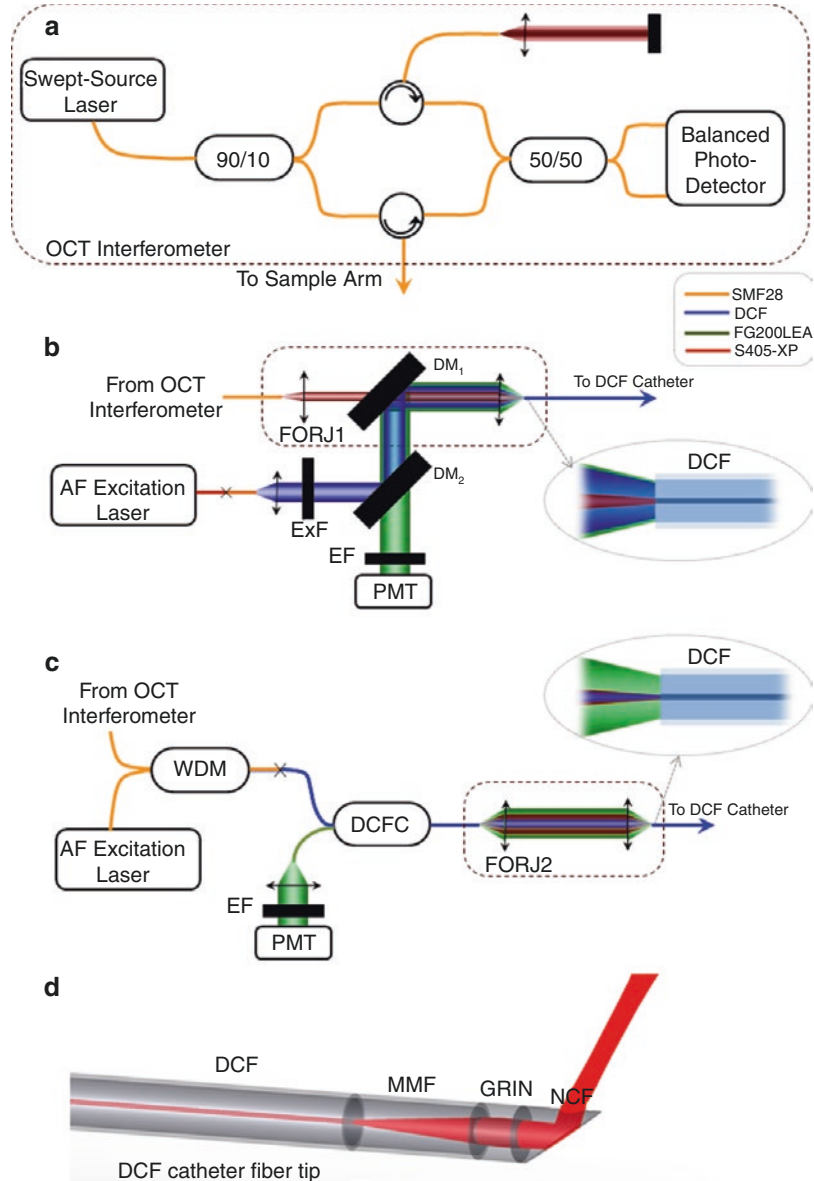 a
Swept-Source
Laser
90/10
50/50
Balanced
Photo-
Detector
OCT Interferometer
To Sample Arm
SMF28
DCF
FG200LEA
S405-XP
b
From OCT
Interferometer
DM1
FORJ1
To DCF Catheter
AF Excitation
Laser
ExF
DM2
EF
PMT
DCF
c
From OCT
Interferometer
WDM
AF Excitation
Laser
DCFC
EF
PMT
FORJ2
To DCF Catheter
DCF
d
DCF
MMF
GRIN
NCF
DCF catheter fiber tip